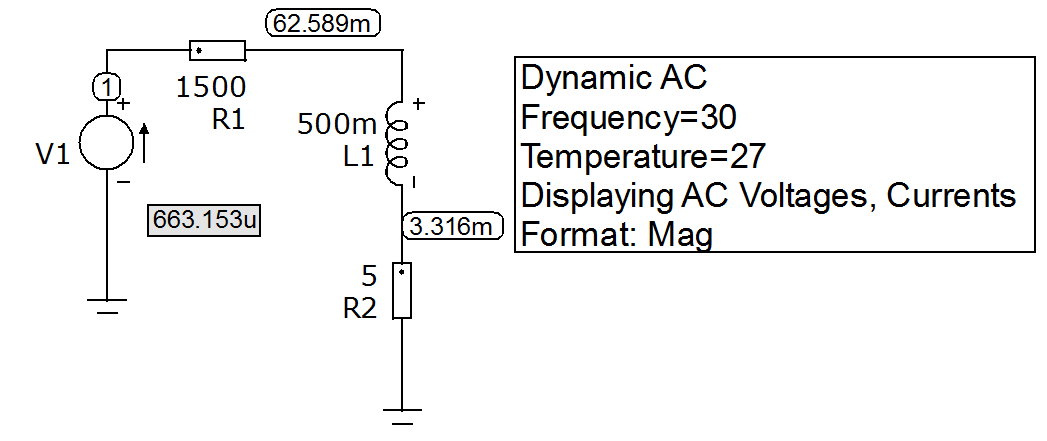 62.589m
1
+
1500
R1
V1
−
663.153u
500m
L1
+
-
3.316m
5
R2
Dynamic AC
Frequency=30
Temperature=27
Displaying AC Voltages, Currents
Format: Mag